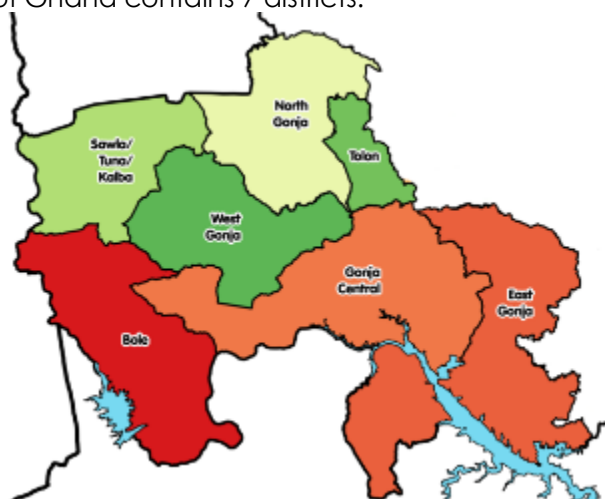 of Ghana contains 7 districts.
North
Gonja
Sawla/
Tuna/
Kalba
Tolon
West
Gonja
Gonja
Central
East
Gonja
Bole